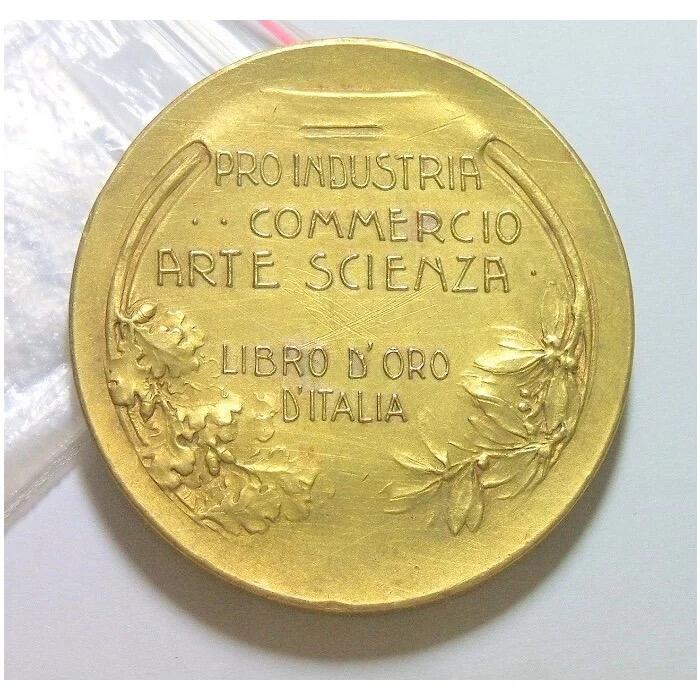 PRO INDUSTRIA
. . COMMERCIO
ARTE SCIENZA .
LIBRO D'ORO
D'ITALIA